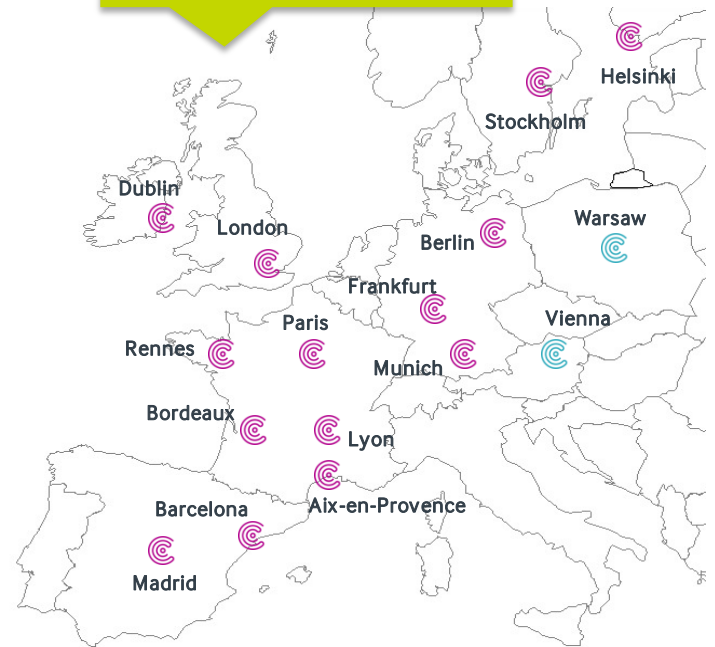 Helsinki
Stockholm
Dublin
London
Warsaw
Berlin
Frankfurt
Paris
Vienna
Rennes
Munich
Bordeaux
Lyon
Aix-en-Provence
Barcelona
Madrid